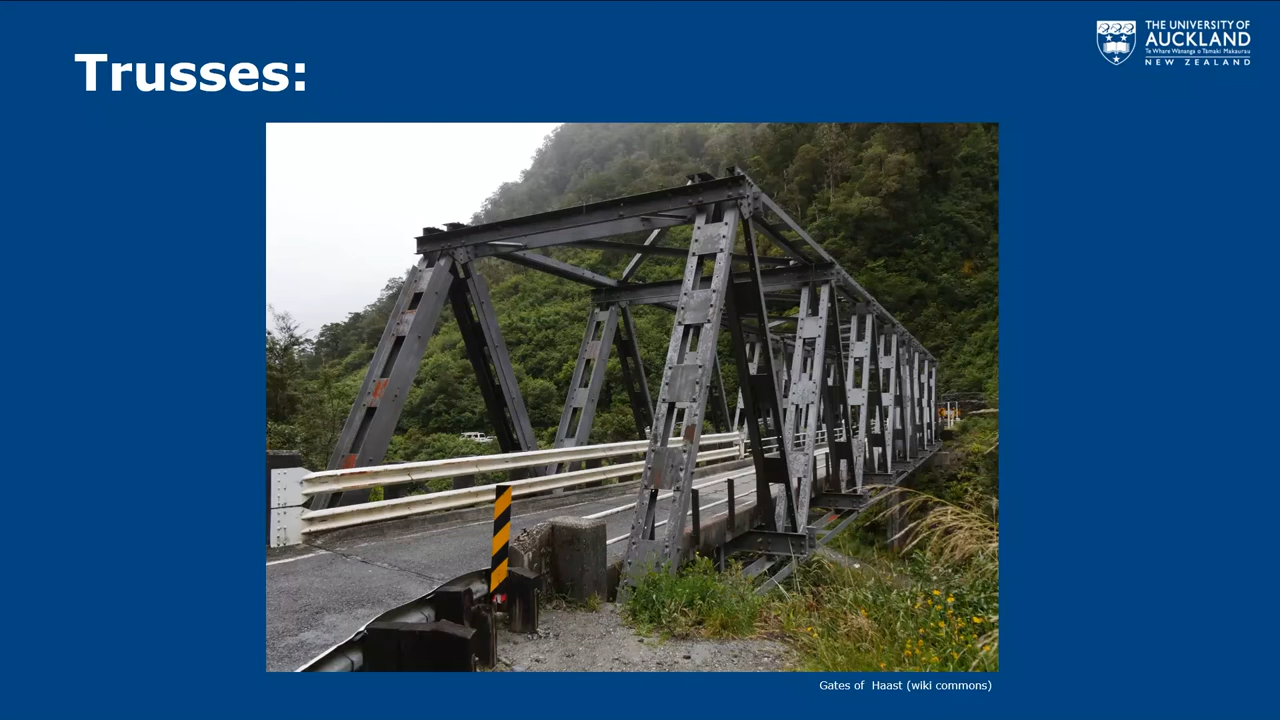 Trusses:
THE UNIVERSITY OF
AUCKLAND
Te Whare Wānanga o Tāmaki Makaurau
NEW ZEALAND
Gates of  Haast (wiki commons)